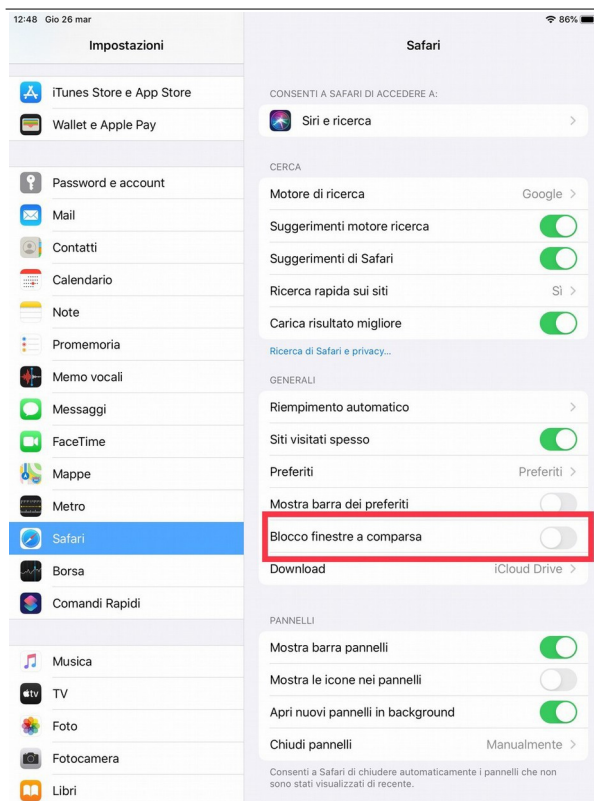 12:48 Gio 26 mar
86%
Impostazioni
iTunes Store e App Store
Wallet e Apple Pay
Password e account
Mail
Contatti
Calendario
Note
Promemoria
Memo vocali
Messaggi
FaceTime
Mappe
Metro
Safari
Borsa
Comandi Rapidi
Musica
tv
TV
Foto
Fotocamera
Libri
Safari
CONSENTI A SAFARI DI ACCEDERE A:
Siri e ricerca
CERCA
Motore di ricerca Google
Suggerimenti motore ricerca
Suggerimenti di Safari
Ricerca rapida sui siti Sì
Carica risultato migliore
Ricerca di Safari e privacy...
GENERALI
Riempimento automatico
Siti visitati spesso
Preferiti Preferiti
Mostra barra dei preferiti
Blocco finestre a comparsa
Download iCloud Drive
PANNELLI
Mostra barra pannelli
Mostra le icone nei pannelli
Apri nuovi pannelli in background
Chiudi pannelli Manualmente
Consenti a Safari di chiudere automaticamente i pannelli che non
sono stati visualizzati di recente.